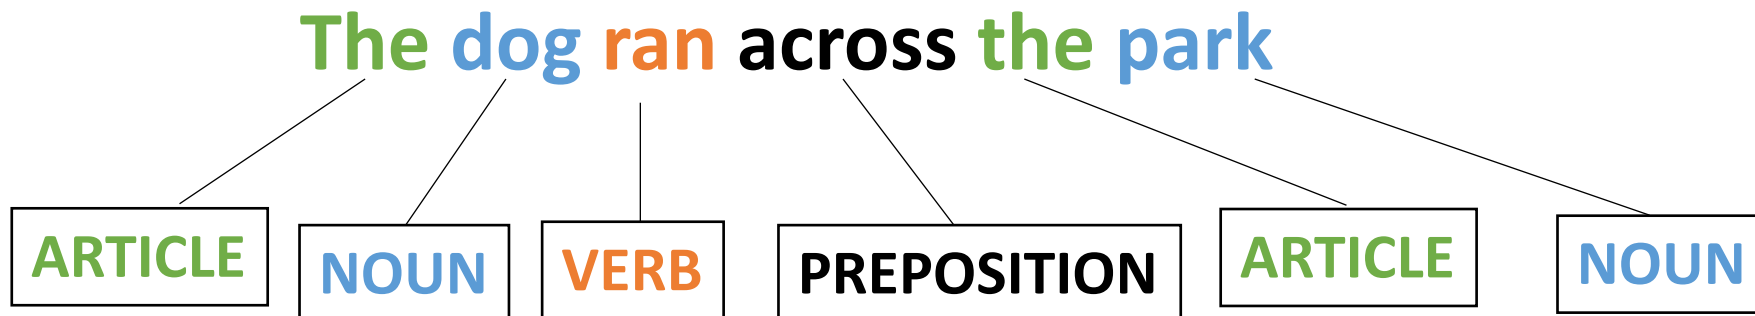 The dog ran across the park
ARTICLE NOUN VERB PREPOSITION ARTICLE NOUN